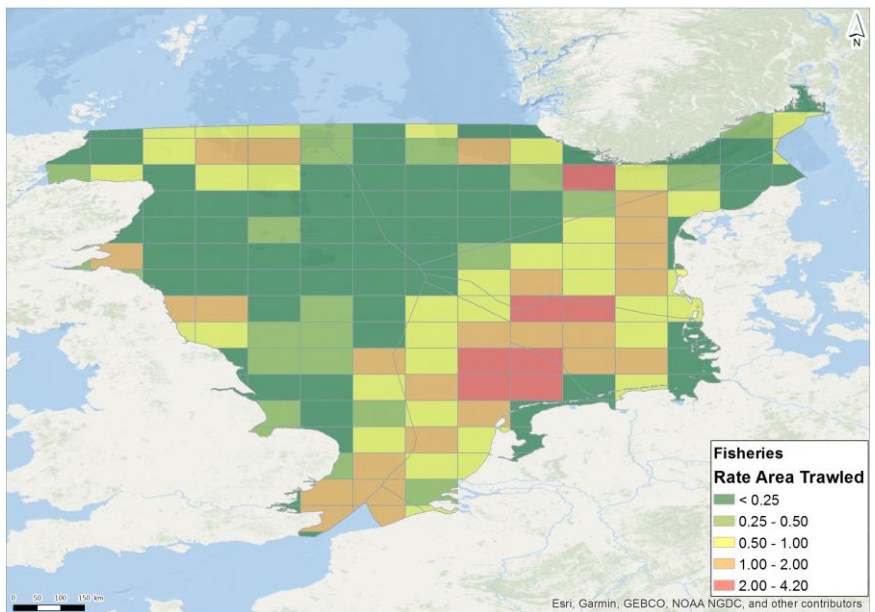 N
Fisheries
Rate Area Trawled
< 0.25
0.25 - 0.50
0.50 - 1.00
1.00 - 2.00
2.00 - 4.20
0 50 100 150 km
Esri, Garmin, GEBCO, NOAA NGDC, and other contributors